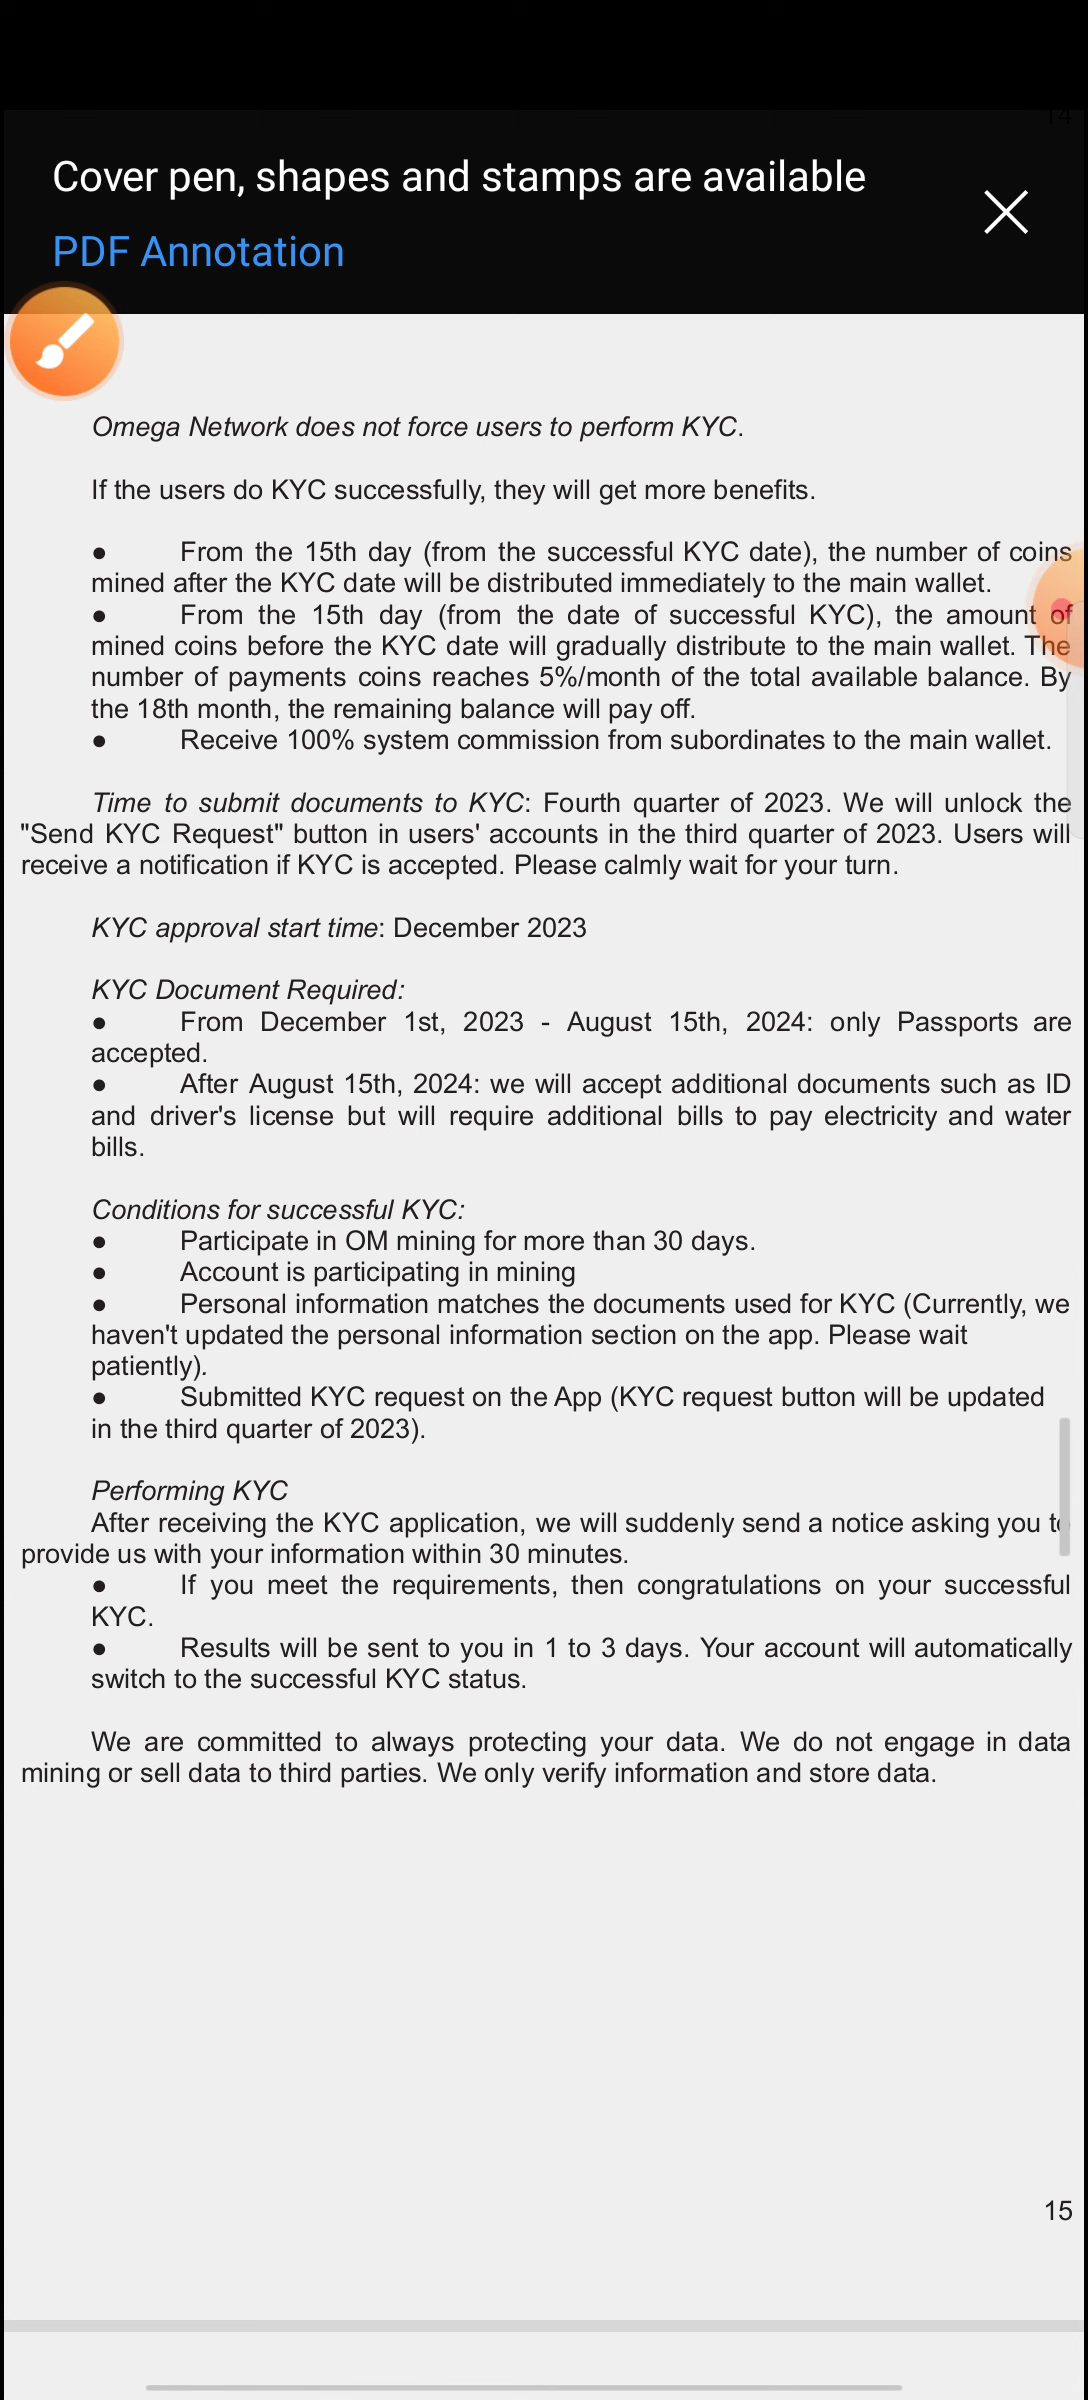 14
Cover pen, shapes and stamps are available
PDF Annotation
Omega Network does not force users to perform KYC.
If the users do KYC successfully, they will get more benefits.
● From the 15th day (from the successful KYC date), the number of coins
mined after the KYC date will be distributed immediately to the main wallet.
● From the 15th day (from the date of successful KYC), the amount of
mined coins before the KYC date will gradually distribute to the main wallet. The
number of payments coins reaches 5%/month of the total available balance. By
the 18th month, the remaining balance will pay off.
● Receive 100% system commission from subordinates to the main wallet.
Time to submit documents to KYC: Fourth quarter of 2023. We will unlock the
"Send KYC Request" button in users' accounts in the third quarter of 2023. Users will
receive a notification if KYC is accepted. Please calmly wait for your turn.
KYC approval start time: December 2023
KYC Document Required:
● From December 1st, 2023 - August 15th, 2024: only Passports are
accepted.
● After August 15th, 2024: we will accept additional documents such as ID
and driver's license but will require additional bills to pay electricity and water
bills.
Conditions for successful KYC:
● Participate in OM mining for more than 30 days.
● Account is participating in mining
● Personal information matches the documents used for KYC (Currently, we
haven't updated the personal information section on the app. Please wait
patiently).
● Submitted KYC request on the App (KYC request button will be updated
in the third quarter of 2023).
Performing KYC
After receiving the KYC application, we will suddenly send a notice asking you to
provide us with your information within 30 minutes.
● If you meet the requirements, then congratulations on your successful
KYC.
● Results will be sent to you in 1 to 3 days. Your account will automatically
switch to the successful KYC status.
We are committed to always protecting your data. We do not engage in data
mining or sell data to third parties. We only verify information and store data.
15